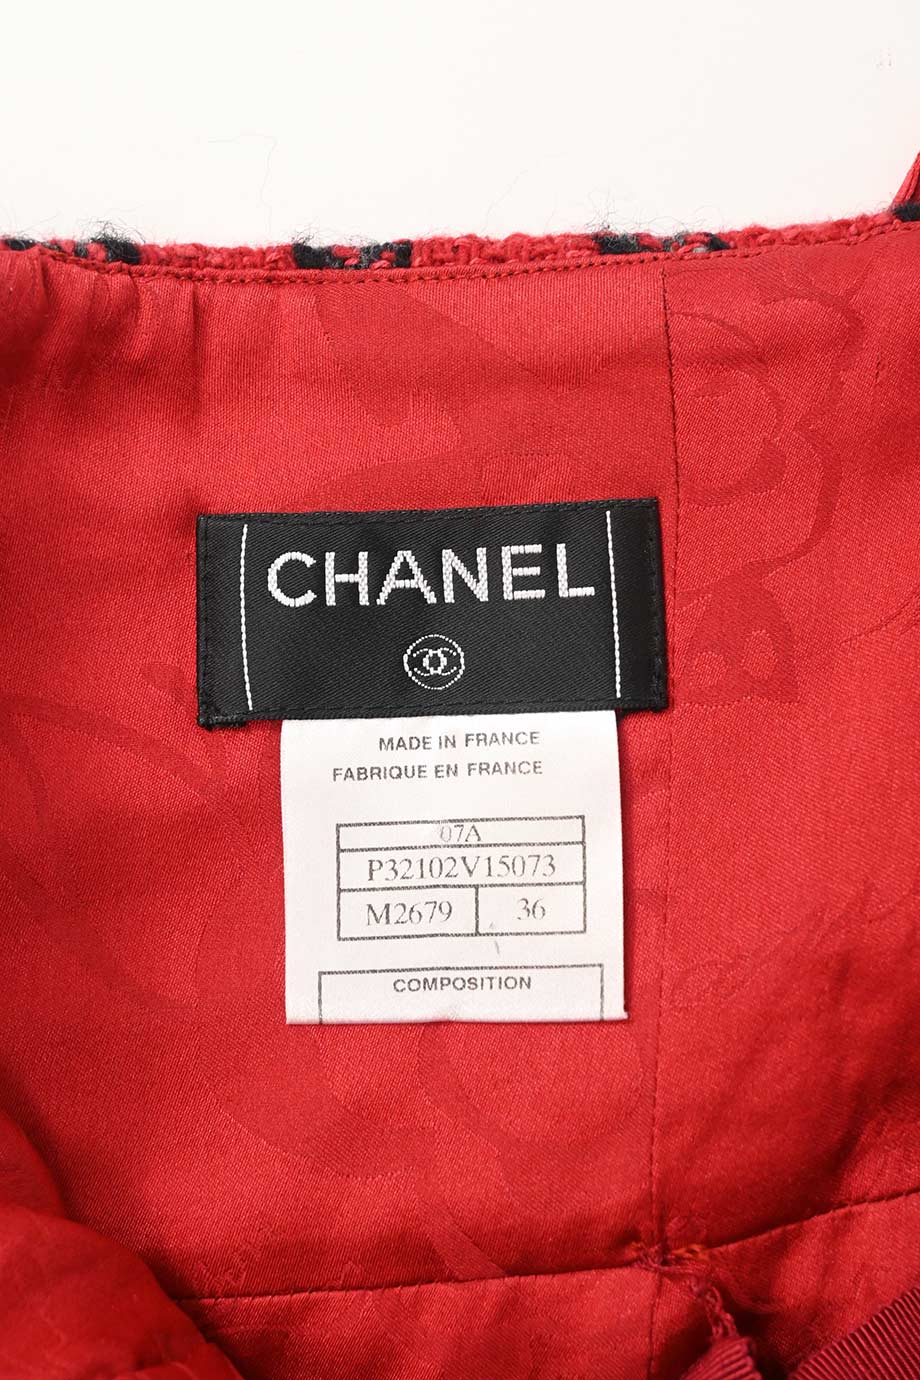 CHANEL
MADE IN FRANCE
FABRIQUE EN FRANCE
07A
P32102V15073
M2679 36
COMPOSITION